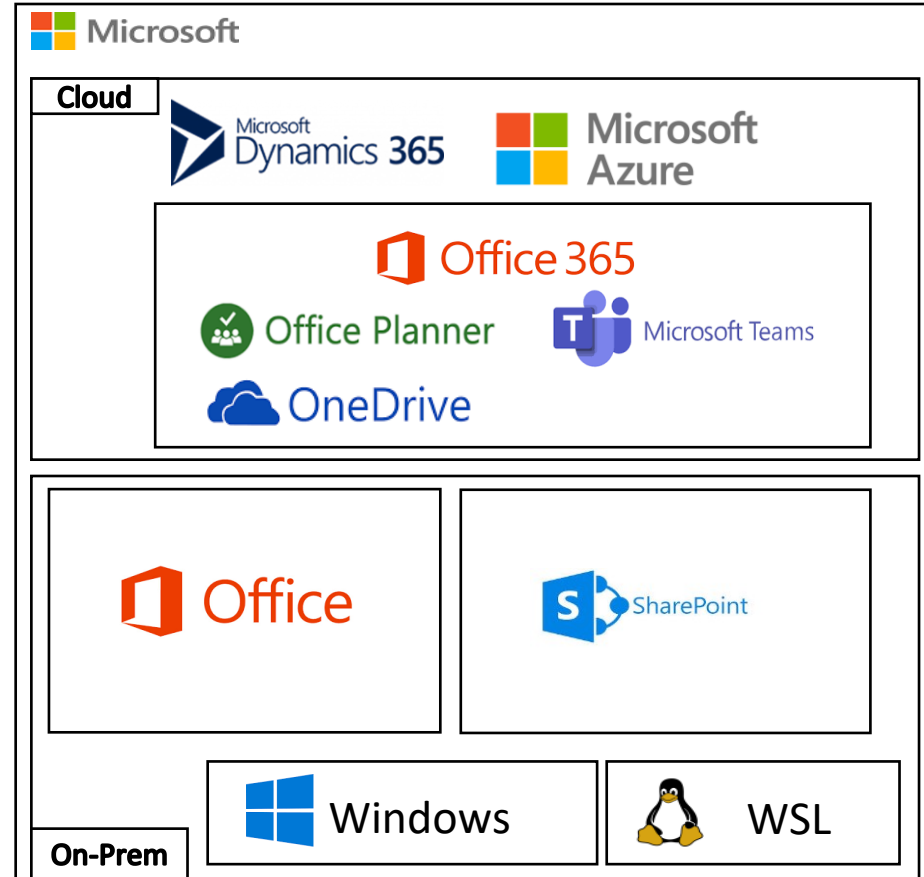 Microsoft
Cloud
Microsoft
Dynamics 365
Microsoft
Azure
Office 365
Office Planner
T
Microsoft Teams
OneDrive
Office
S
SharePoint
Windows
WSL
On-Prem